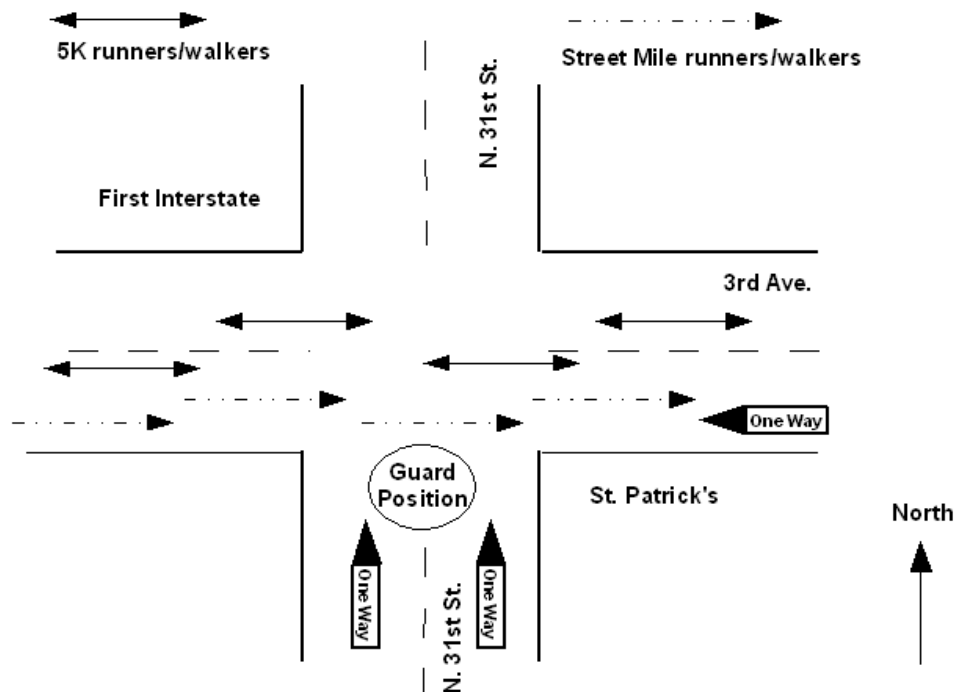 5K runners/walkers
Street Mile runners/walkers
N. 31st St.
First Interstate
3rd Ave.
One Way
Guard
Position
St. Patrick's
North
One Way
One Way
N. 31st St.